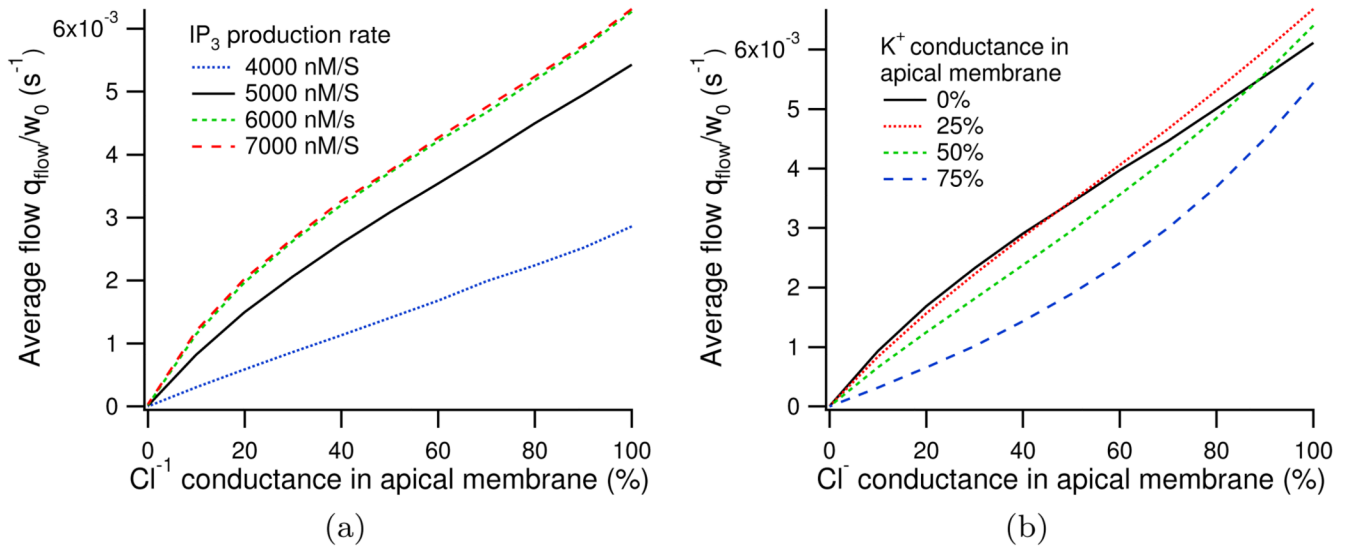 6x10⁻³
5
4
3
2
1
0
Average flow q_flow/w₀ (s⁻¹)
IP₃ production rate
4000 nM/S
5000 nM/S
6000 nM/s
7000 nM/S
0 20 40 60 80 100
Cl⁻¹ conductance in apical membrane (%)
(a)
6x10⁻³
5
4
3
2
1
0
Average flow q_flow/w₀ (s⁻¹)
K⁺ conductance in
apical membrane
0%
25%
50%
75%
0 20 40 60 80 100
Cl⁻ conductance in apical membrane (%)
(b)